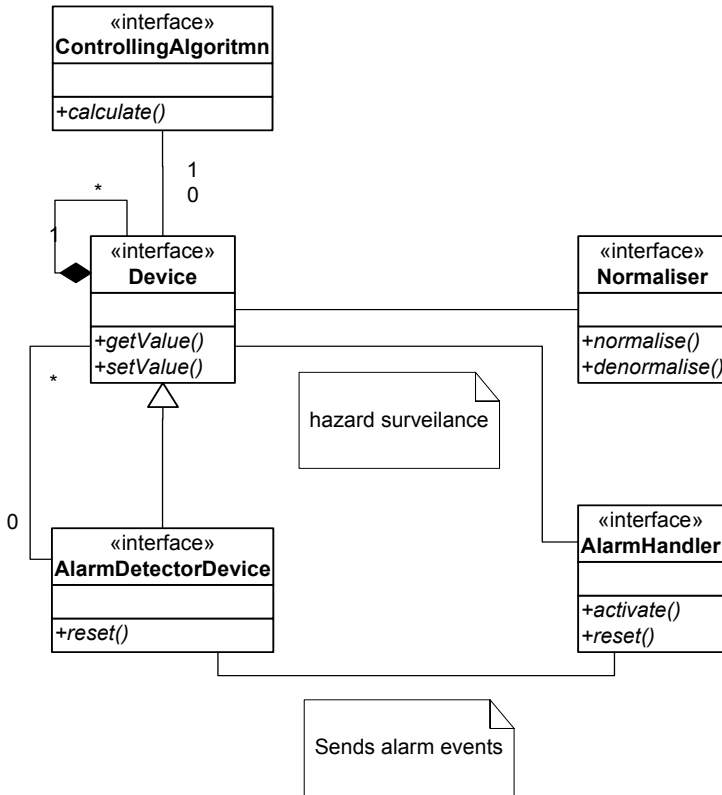 «interface»
ControllingAlgoritmn
+calculate()
1
0
*
1
«interface»
Device
+getValue()
+setValue()
«interface»
Normaliser
+normalise()
+denormalise()
*
hazard surveilance
0
«interface»
AlarmDetectorDevice
+reset()
«interface»
AlarmHandler
+activate()
+reset()
Sends alarm events